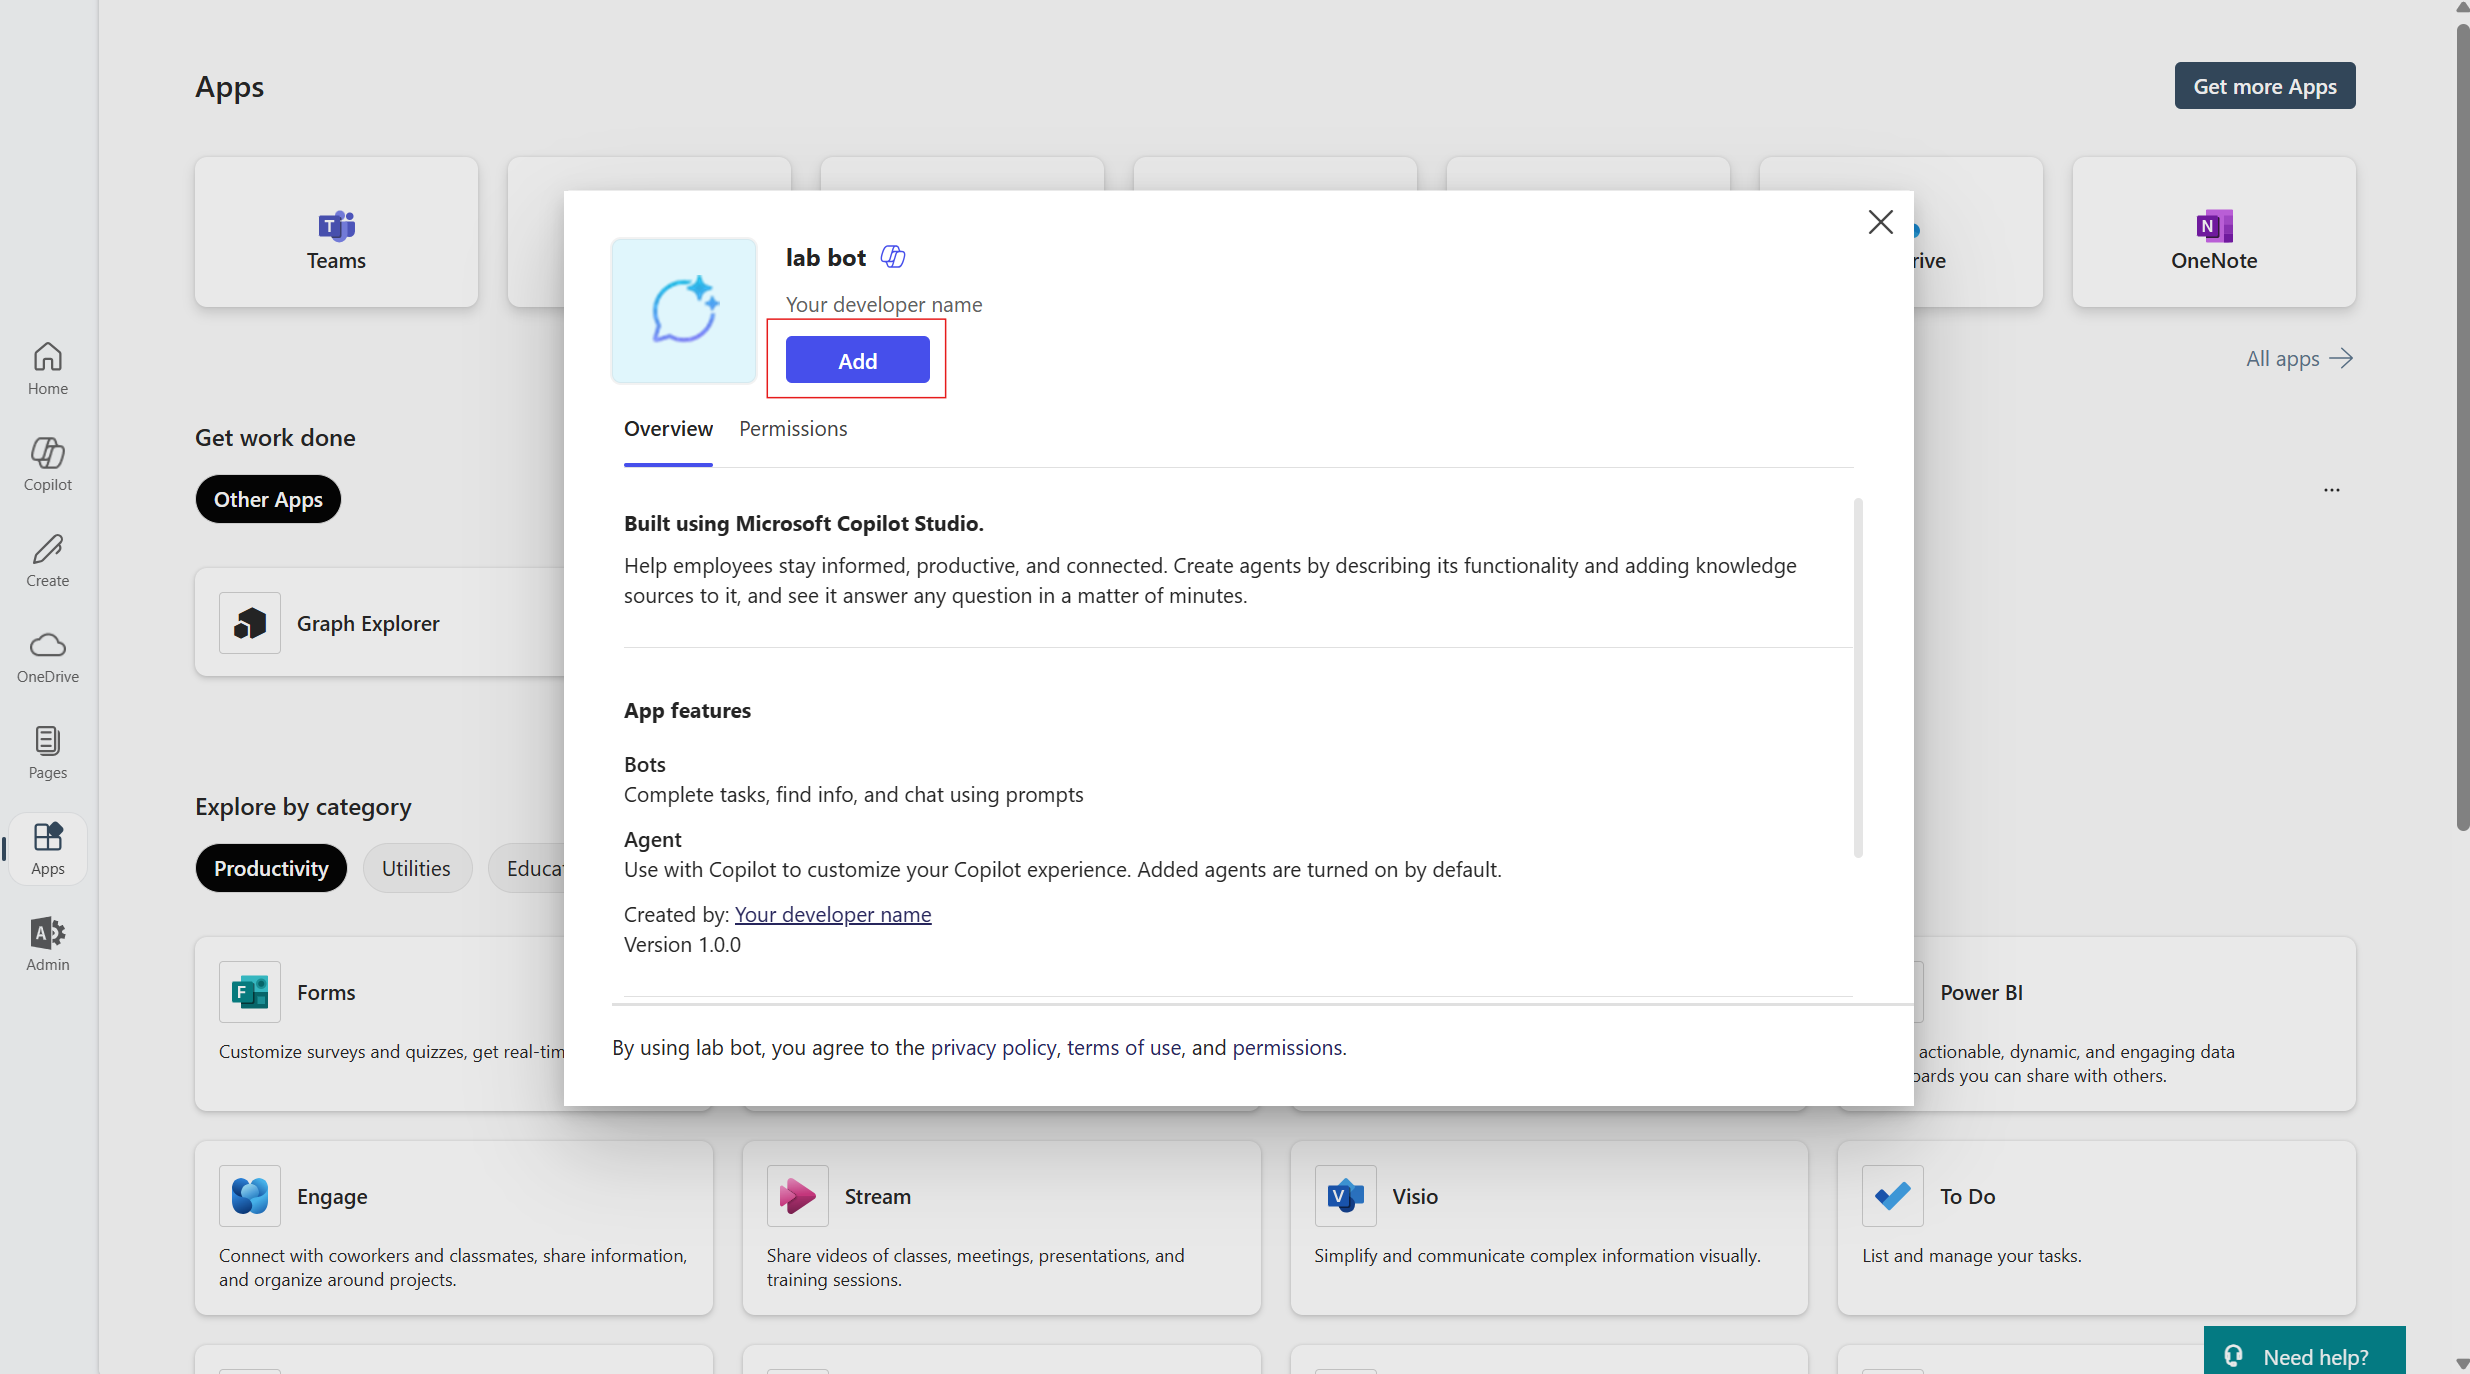 Apps
Get more Apps
Teams
rive
OneNote
All apps
Home
Copilot
Create
OneDrive
Pages
Apps
Admin
Get work done
Other Apps
...
Graph Explorer
Explore by category
Productivity
Utilities
Educa
lab bot
Your developer name
Add
Overview
Permissions
Built using Microsoft Copilot Studio.
Help employees stay informed, productive, and connected. Create agents by describing its functionality and adding knowledge
sources to it, and see it answer any question in a matter of minutes.
App features
Bots
Complete tasks, find info, and chat using prompts
Agent
Use with Copilot to customize your Copilot experience. Added agents are turned on by default.
Created by: Your developer name
Version 1.0.0
By using lab bot, you agree to the privacy policy, terms of use, and permissions.
Forms
Customize surveys and quizzes, get real-tim
Power BI
actionable, dynamic, and engaging data
oards you can share with others.
Engage
Connect with coworkers and classmates, share information,
and organize around projects.
Stream
Share videos of classes, meetings, presentations, and
training sessions.
Visio
Simplify and communicate complex information visually.
To Do
List and manage your tasks.
Need help?